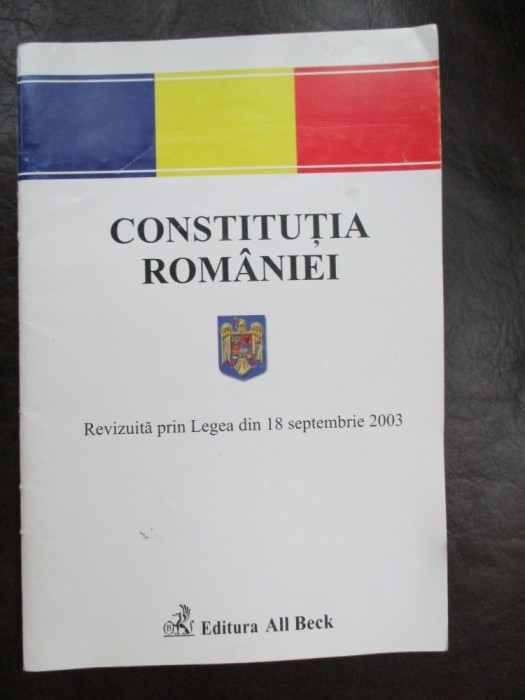 CONSTITUȚIA
ROMÂNIEI
Revizuită prin Legea din 18 septembrie 2003
Editura All Beck